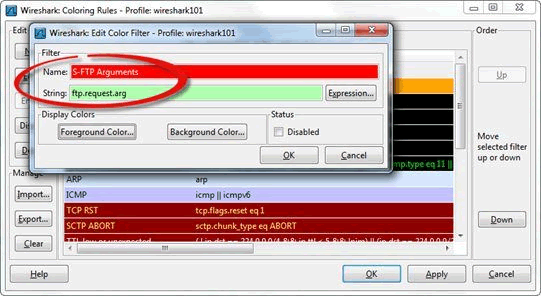 Wireshark: Coloring Rules - Profile: wireshark101
Wireshark: Edit Color Filter - Profile: wireshark101
Filter
Name: S-FTP Arguments
String: ftp.request.arg
Expression...
Display Colors
Foreground Color...
Background Color...
Status
Disabled
OK
Cancel
Edit
Order
Up
Move
selected filter
up or down
Down
mp.type eq 11 ||
Manage
Import...
Export...
Clear
ARP arp
ICMP icmp || icmpv6
TCP RST tcp.flags.reset eq 1
SCTP ABORT sctp.chunk_type eq ABORT
Help
OK
Apply
Cancel